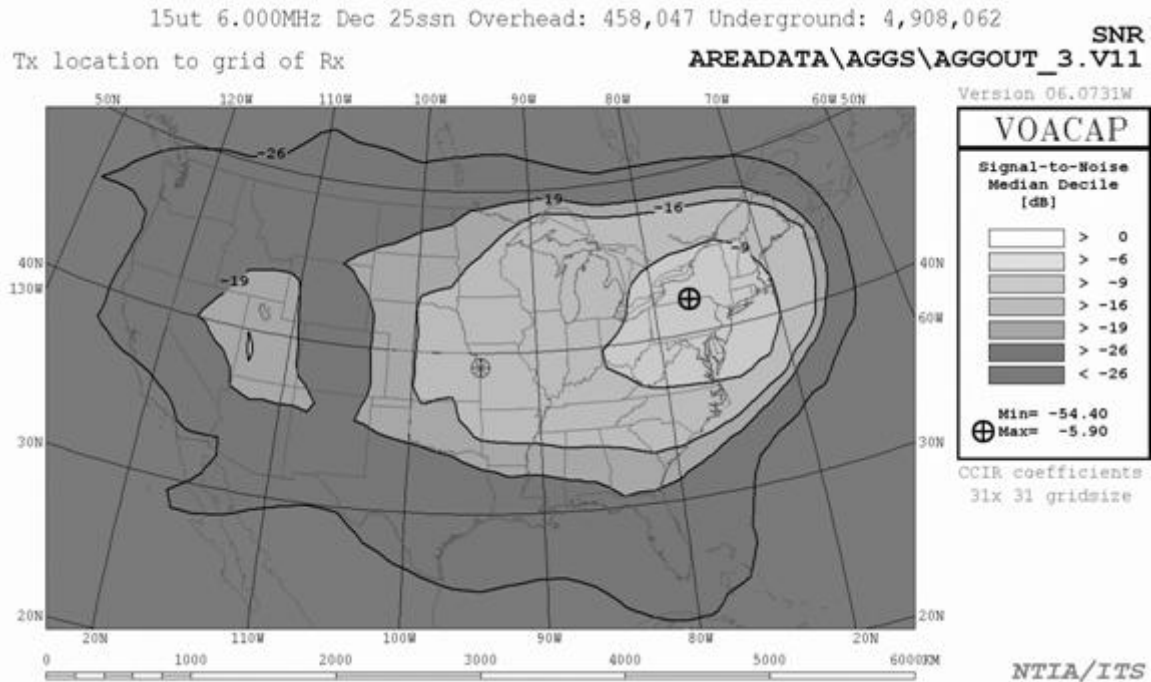 15ut 6.000MHz Dec 25ssn Overhead: 458,047 Underground: 4,908,062
SNR
Tx location to grid of Rx
AREADATA\AGGS\AGGOUT_3.V11
Version 06.0731W
50N 120W 110W 100W 90W 80W 70W 60W 50N
VOACAP
Signal-to-Noise
Median Decile
[dB]
> 0
> -6
> -9
> -16
> -19
> -26
< -26
Min= -54.40
Max= -5.90
CCIR coefficients
31x 31 gridsize
-26
-19
-16
-9
-19
40N
130W
30N
20N
40N
60W
30N
20N
20N 110W 100W 90W 80W 20N
0 1000 2000 3000 4000 5000 6000KM
NTIA/ITS